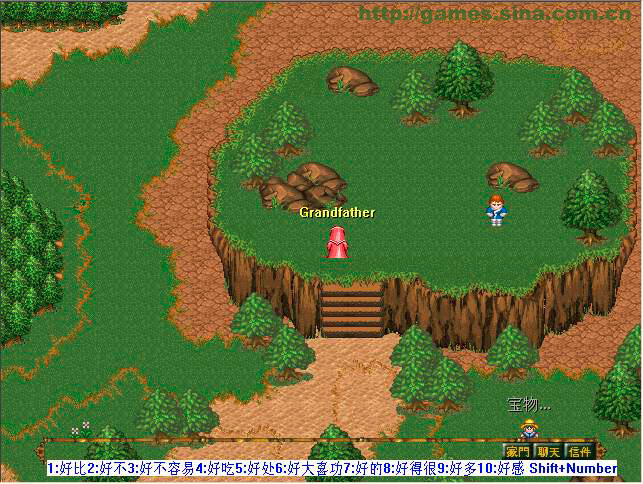 http://games.sina.com.cn
Grandfather
宝物...
豪門 聊天 信件
1:好比2:好不3:好不容易4:好吃5:好处6:好大喜功7:好的8:好得很9:好多10:好感 Shift+Number